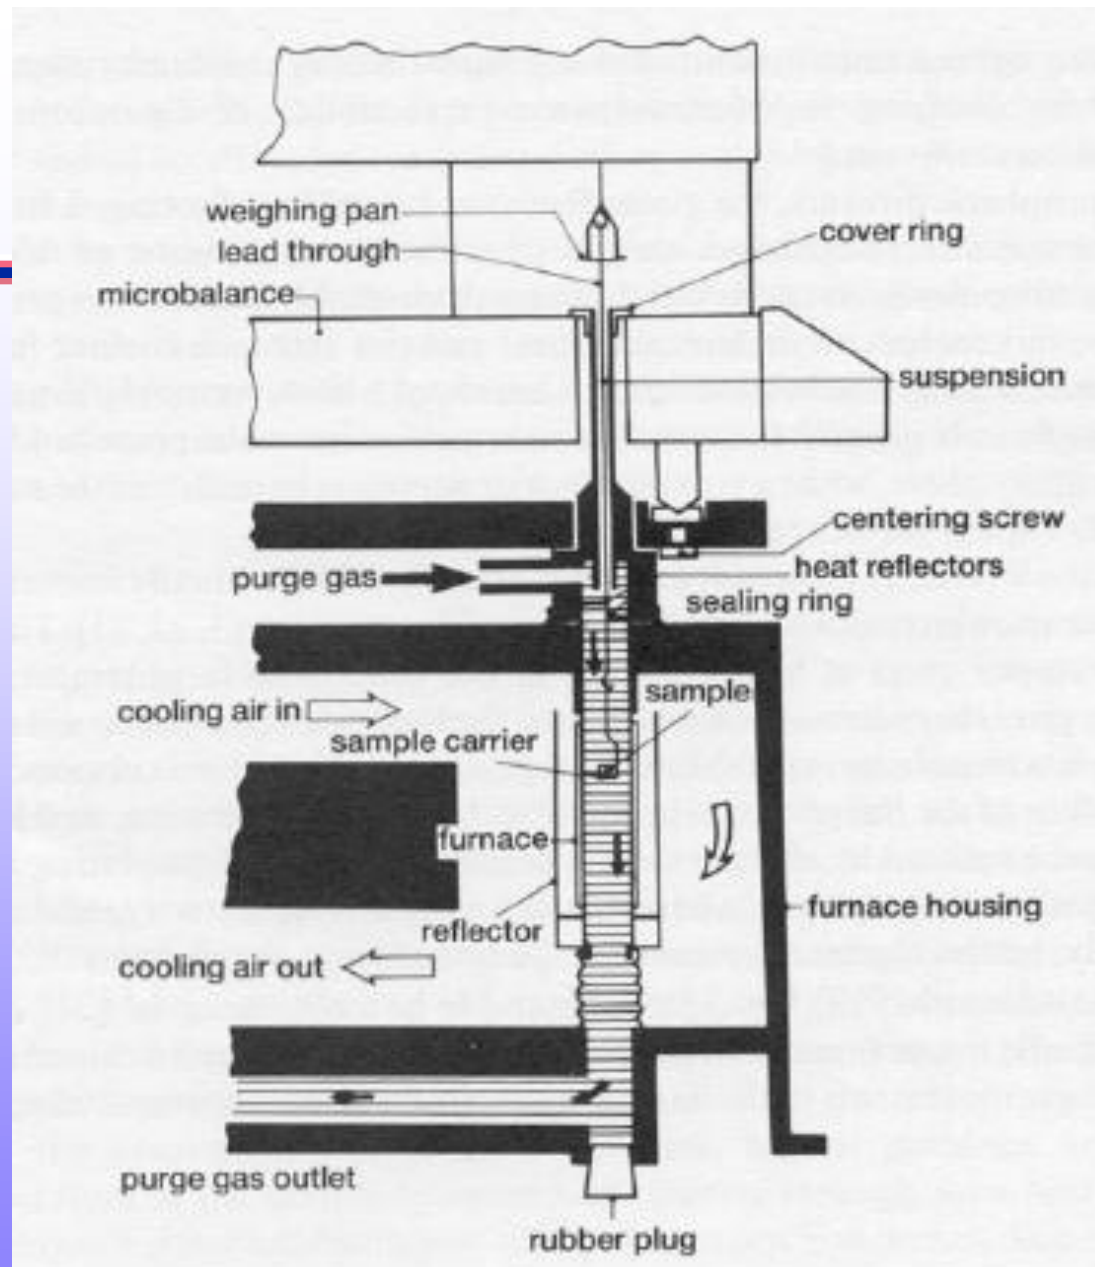 weighing pan
lead through
cover ring
microbalance
suspension
centering screw
purge gas
heat reflectors
sealing ring
sample
cooling air in
sample carrier
furnace
furnace housing
reflector
cooling air out
purge gas outlet
rubber plug